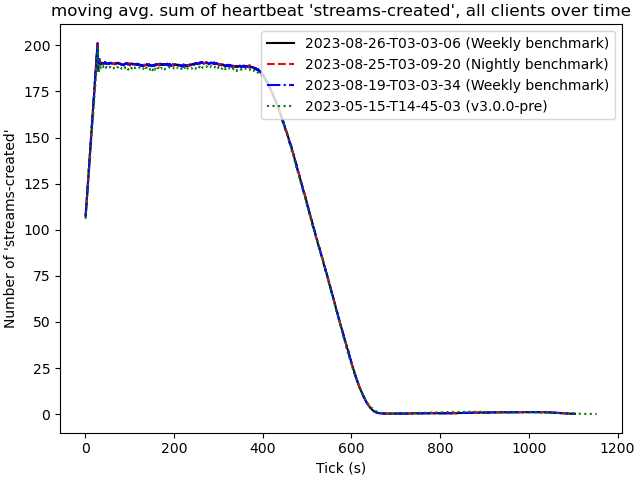 moving avg. sum of heartbeat 'streams-created', all clients over time
2023-08-26-T03-03-06 (Weekly benchmark)
2023-08-25-T03-09-20 (Nightly benchmark)
2023-08-19-T03-03-34 (Weekly benchmark)
2023-05-15-T14-45-03 (v3.0.0-pre)
Number of 'streams-created'
200
175
150
125
100
75
50
25
0
0 200 400 600 800 1000 1200
Tick (s)